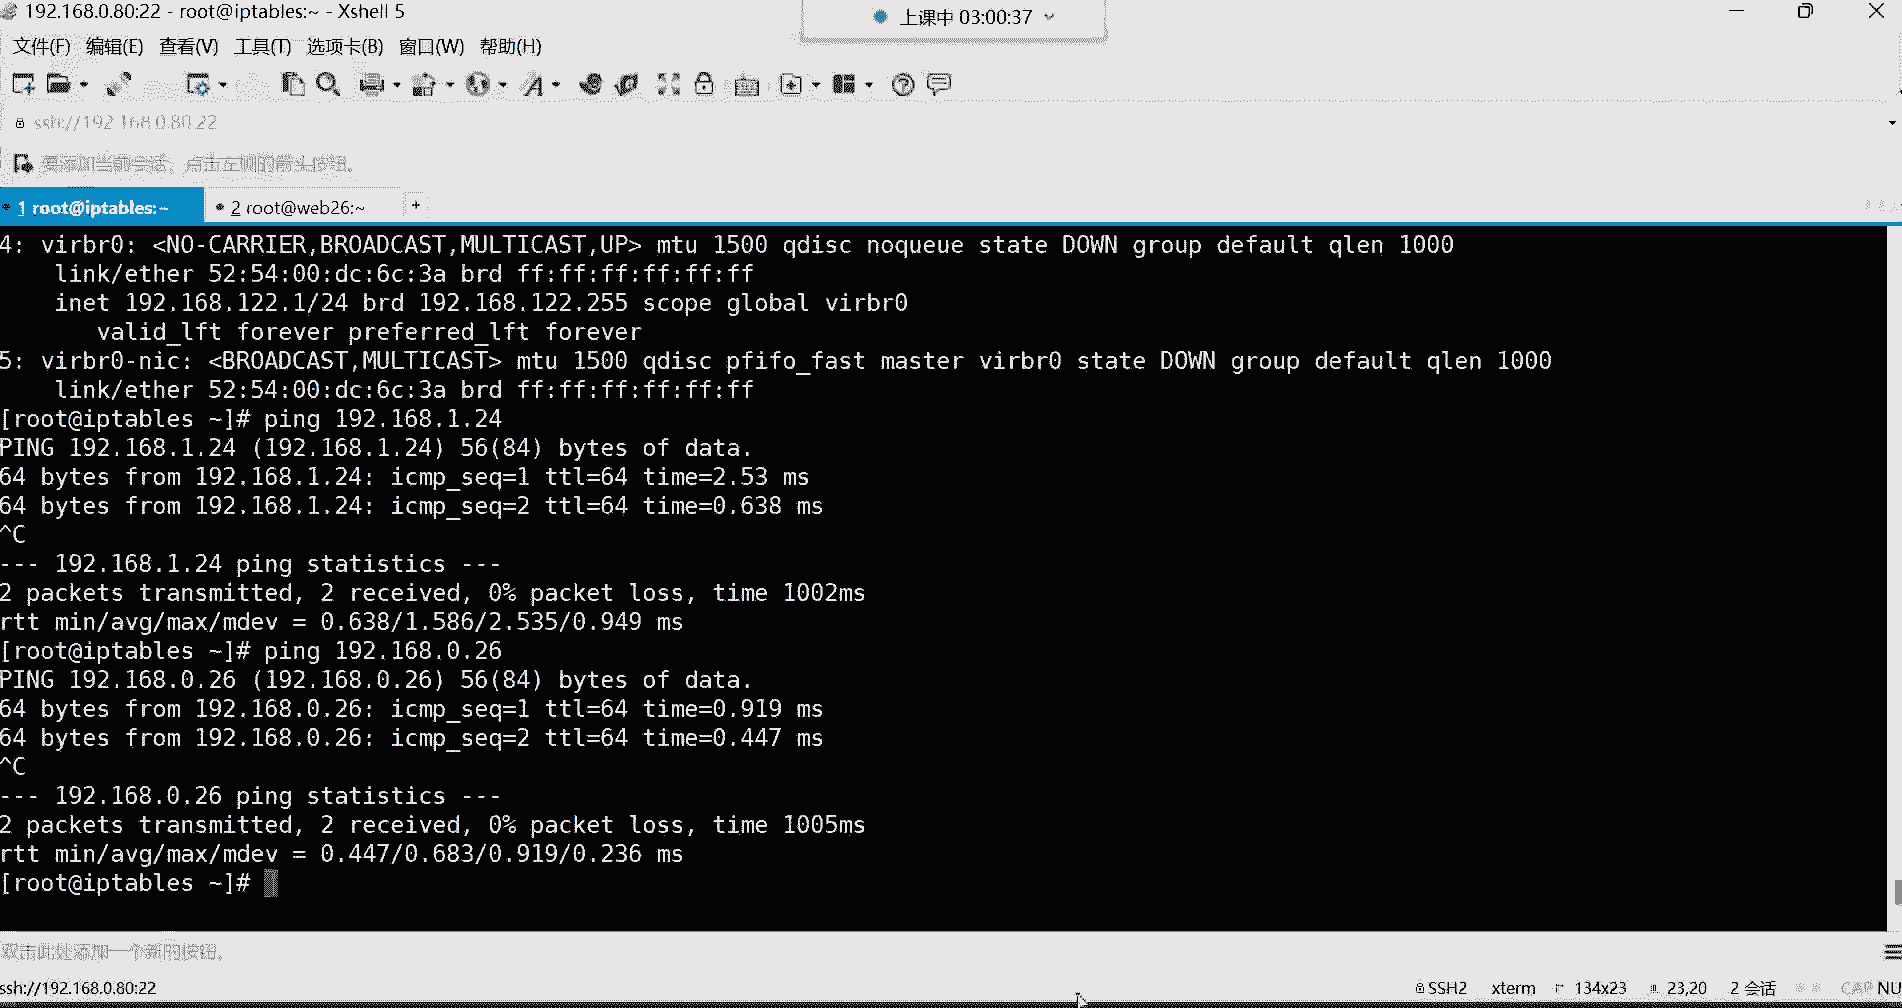 192.168.0.80:22 - root@iptables:~ - Xshell 5
上课中 03:00:37
文件(F) 编辑(E) 查看(V) 工具(T) 选项卡(B) 窗口(W) 帮助(H)
ssh://192.168.0.80:22
要添加当前会话，点击左侧的箭头按钮。
1 root@iptables:~ 2 root@web26:~ +
4: virbr0: <NO-CARRIER,BROADCAST,MULTICAST,UP> mtu 1500 qdisc noqueue state DOWN group default qlen 1000
link/ether 52:54:00:dc:6c:3a brd ff:ff:ff:ff:ff:ff
inet 192.168.122.1/24 brd 192.168.122.255 scope global virbr0
valid_lft forever preferred_lft forever
5: virbr0-nic: <BROADCAST,MULTICAST> mtu 1500 qdisc pfifo_fast master virbr0 state DOWN group default qlen 1000
link/ether 52:54:00:dc:6c:3a brd ff:ff:ff:ff:ff:ff
[root@iptables ~]# ping 192.168.1.24
PING 192.168.1.24 (192.168.1.24) 56(84) bytes of data.
64 bytes from 192.168.1.24: icmp_seq=1 ttl=64 time=2.53 ms
64 bytes from 192.168.1.24: icmp_seq=2 ttl=64 time=0.638 ms
^C
--- 192.168.1.24 ping statistics ---
2 packets transmitted, 2 received, 0% packet loss, time 1002ms
rtt min/avg/max/mdev = 0.638/1.586/2.535/0.949 ms
[root@iptables ~]# ping 192.168.0.26
PING 192.168.0.26 (192.168.0.26) 56(84) bytes of data.
64 bytes from 192.168.0.26: icmp_seq=1 ttl=64 time=0.919 ms
64 bytes from 192.168.0.26: icmp_seq=2 ttl=64 time=0.447 ms
^C
--- 192.168.0.26 ping statistics ---
2 packets transmitted, 2 received, 0% packet loss, time 1005ms
rtt min/avg/max/mdev = 0.447/0.683/0.919/0.236 ms
[root@iptables ~]#
双击此处添加一个新的按钮。
ssh://192.168.0.80:22 SSH2 xterm 134x23 23,20 2 会话 CAP NU